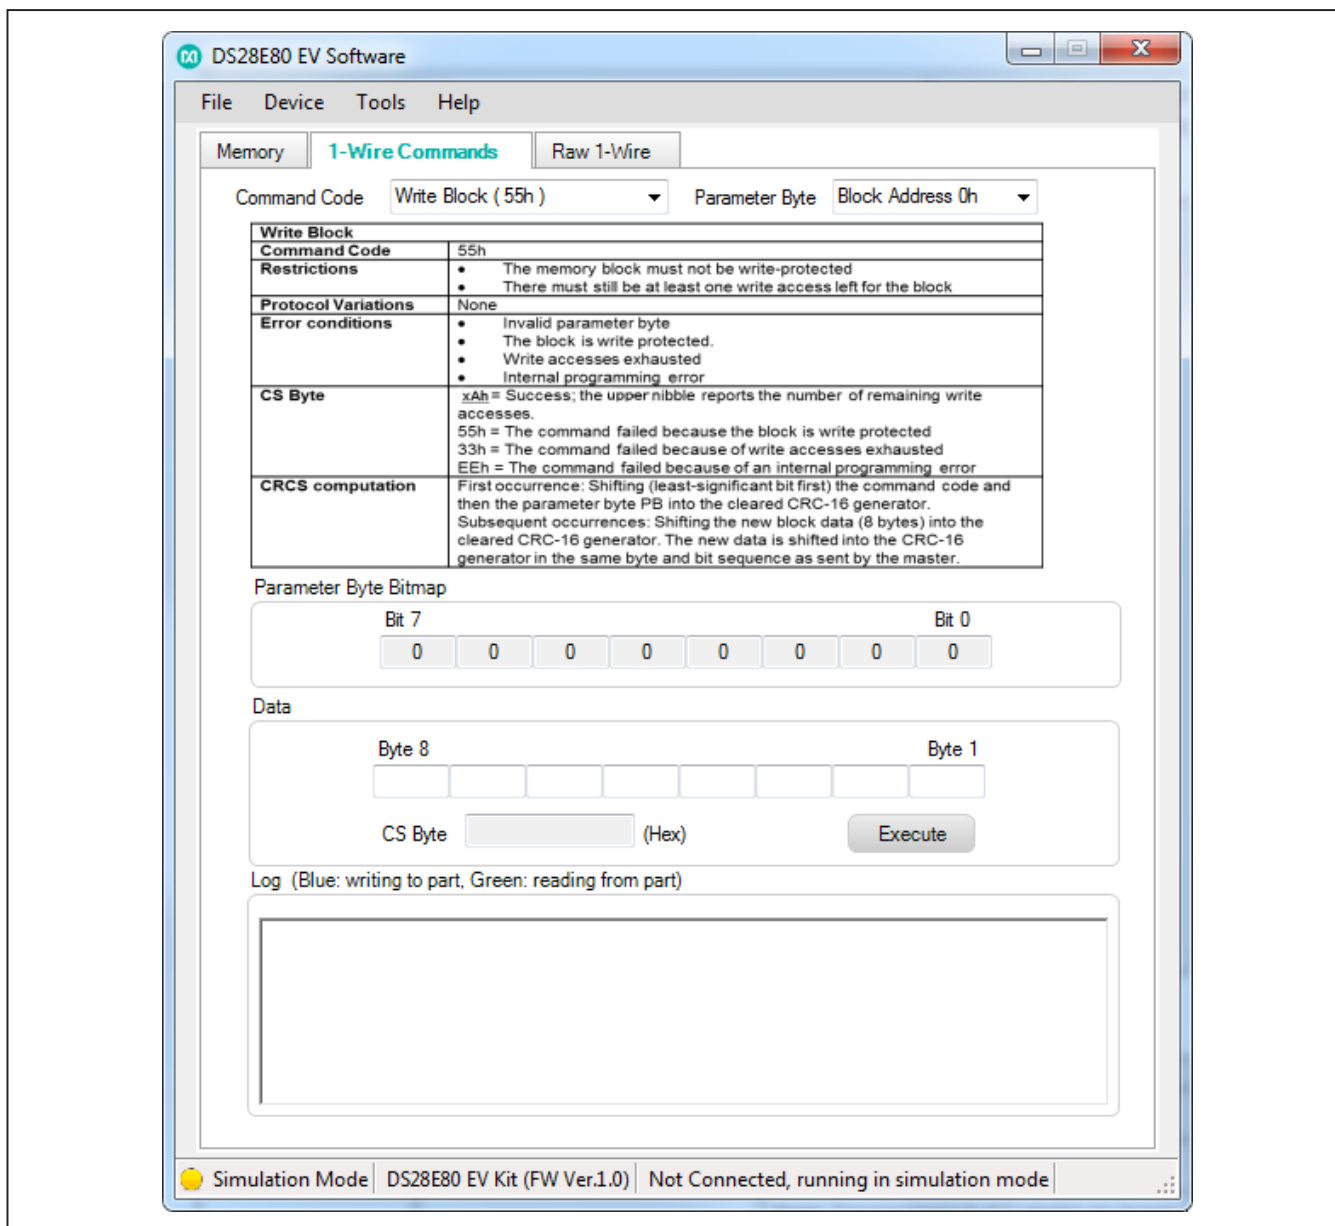 DS28E80 EV Software
File Device Tools Help
Memory 1-Wire Commands Raw 1-Wire
Command Code Write Block ( 55h ) Parameter Byte Block Address 0h
Write Block
Command Code 55h
Restrictions • The memory block must not be write-protected
• There must still be at least one write access left for the block
Protocol Variations None
Error conditions • Invalid parameter byte
• The block is write protected.
• Write accesses exhausted
• Internal programming error
CS Byte xAh = Success; the upper nibble reports the number of remaining write
accesses.
55h = The command failed because the block is write protected
33h = The command failed because of write accesses exhausted
EEh = The command failed because of an internal programming error
CRCS computation First occurrence: Shifting (least-significant bit first) the command code and
then the parameter byte PB into the cleared CRC-16 generator.
Subsequent occurrences: Shifting the new block data (8 bytes) into the
cleared CRC-16 generator. The new data is shifted into the CRC-16
generator in the same byte and bit sequence as sent by the master.
Parameter Byte Bitmap
Bit 7 Bit 0
0 0 0 0 0 0 0 0
Data
Byte 8 Byte 1
CS Byte (Hex) Execute
Log (Blue: writing to part, Green: reading from part)
Simulation Mode DS28E80 EV Kit (FW Ver.1.0) Not Connected, running in simulation mode